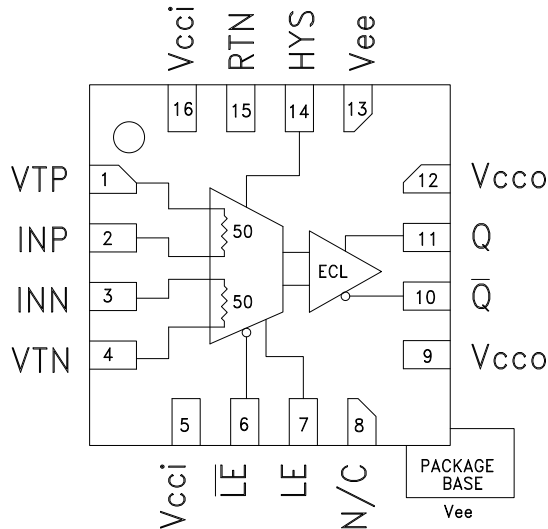 Vcci
RTN
HYS
Vee
16
15
14
13
VTP
1
12
Vcco
INP
2
50
11
Q
ECL
INN
3
50
10
Q̅
VTN
4
9
Vcco
5
6
7
8
Vcci
L̅E̅
LE
N/C
PACKAGE
BASE
Vee